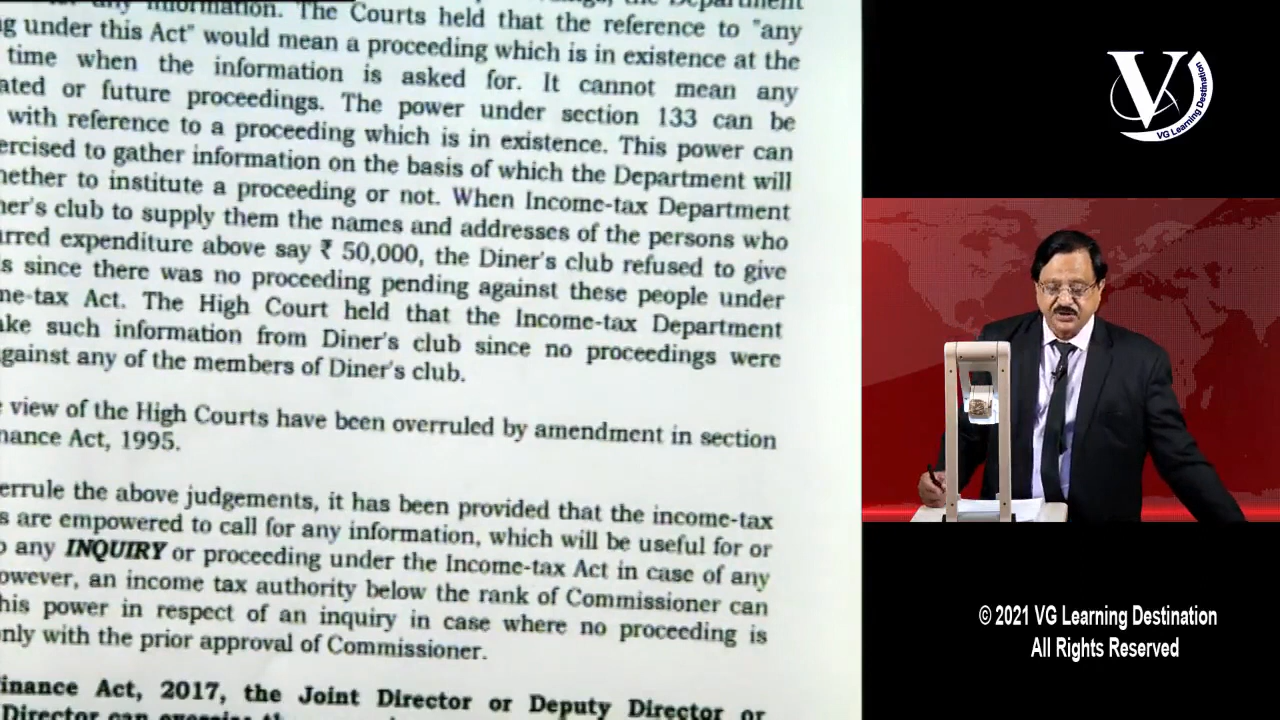 any information. The Courts held that the reference to "any
g under this Act" would mean a proceeding which is in existence at the
time when the information is asked for. It cannot mean any
ated or future proceedings. The power under section 133 can be
with reference to a proceeding which is in existence. This power can
ercised to gather information on the basis of which the Department will
hether to institute a proceeding or not. When Income-tax Department
ner's club to supply them the names and addresses of the persons who
urred expenditure above say ₹ 50,000, the Diner's club refused to give
s since there was no proceeding pending against these people under
me-tax Act. The High Court held that the Income-tax Department
ake such information from Diner's club since no proceedings were
gainst any of the members of Diner's club.
view of the High Courts have been overruled by amendment in section
nance Act, 1995.
errule the above judgements, it has been provided that the income-tax
s are empowered to call for any information, which will be useful for or
o any INQUIRY or proceeding under the Income-tax Act in case of any
owever, an income tax authority below the rank of Commissioner can
his power in respect of an inquiry in case where no proceeding is
nly with the prior approval of Commissioner.
inance Act, 2017, the Joint Director or Deputy Director or
Director can exercise
V
VG Learning Destination
© 2021 VG Learning Destination
All Rights Reserved